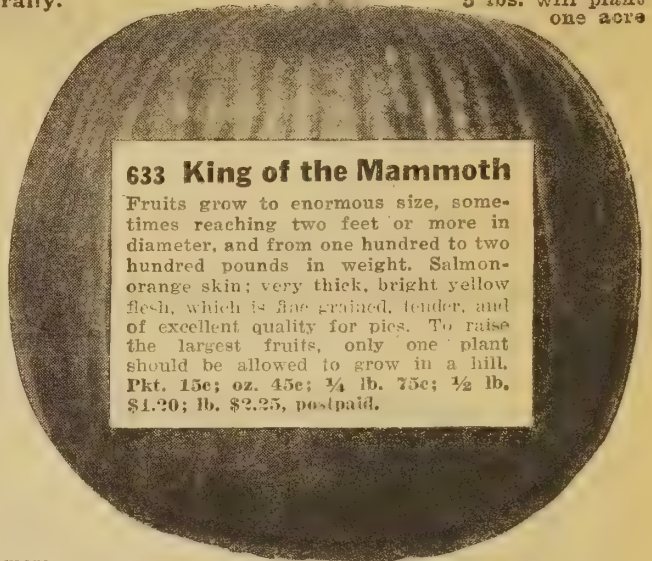 rally.
5 lbs. will plant
one acre
633 King of the Mammoth
Fruits grow to enormous size, some-
times reaching two feet or more in
diameter, and from one hundred to two
hundred pounds in weight. Salmon-
orange skin; very thick, bright yellow
flesh, which is fine grained, tender, and
of excellent quality for pies. To raise
the largest fruits, only one plant
should be allowed to grow in a hill.
Pkt. 15c; oz. 45c; ¼ lb. 75c; ½ lb.
$1.20; lb. $2.25, postpaid.